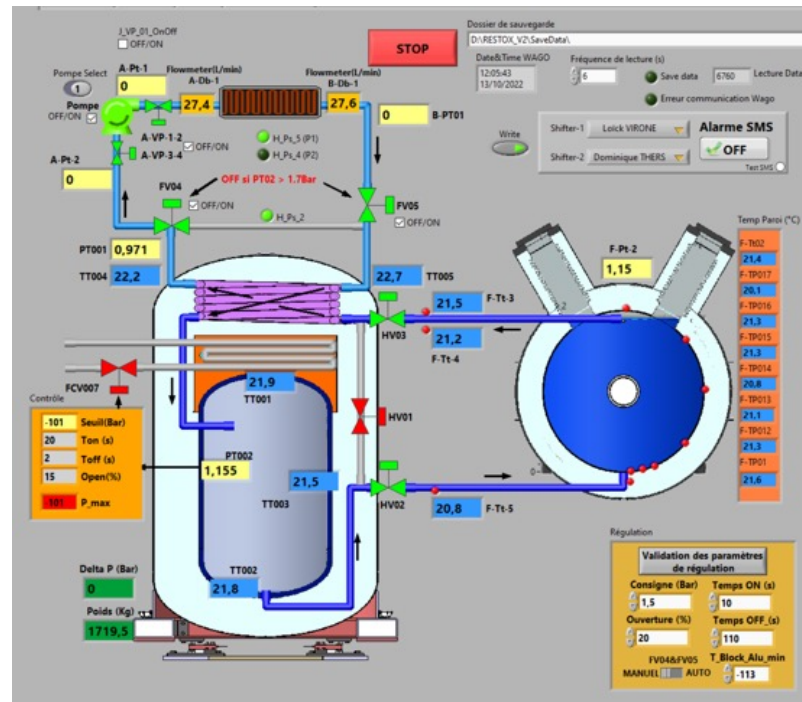 J_VP_01_OnOff
OFF/ON
STOP
Dossier de sauvegarde
D:\RESTOX_V2\SaveData\
Date&Time WAGO
12:05:43
13/10/2022
Fréquence de lecture (s)
6
Save data
6760
Lecture Data
Erreur communication Wago
Write
Shifter-1
Loïck VIRONE
Shifter-2
Dominique THERS
Alarme SMS
OFF
Test SMS
Pompe Select
1
Pompe
OFF/ON
A-Pt-1
0
Flowmeter(L/min)
A-Db-1
27,4
Flowmeter(L/min)
B-Db-1
27,6
0
B-PT01
A-VP-1-2
A-VP-3-4
OFF/ON
H_Ps_5 (P1)
H_Ps_4 (P2)
A-Pt-2
0
OFF si PT02 > 1.7Bar
FV04
OFF/ON
H_Ps_2
FV05
OFF/ON
PT001
0,971
TT004
22,2
22,7
TT005
F-Pt-2
1,15
21,5
F-Tt-3
HV03
21,2
F-Tt-4
Temp Paroi (°C)
F-Tt02
21,4
F-TP017
20,1
F-TP016
21,3
F-TP015
21,3
F-TP014
20,8
F-TP013
21,1
F-TP012
21,3
F-TP01
21,6
FCV007
Contrôle
-101
Seuil(Bar)
20
Ton (s)
2
Toff (s)
15
Open(%)
-101
P_max
21,9
TT001
PT002
1,155
21,5
TT003
HV01
HV02
20,8
F-Tt-5
TT002
21,8
Delta P (Bar)
0
Poids (Kg)
1719,5
Régulation
Validation des paramètres
de régulation
Consigne (Bar)
1,5
Temps ON (s)
10
Ouverture (%)
20
Temps OFF_(s)
110
FV04&FV05
MANUEL
AUTO
T_Block_Alu_min
-113